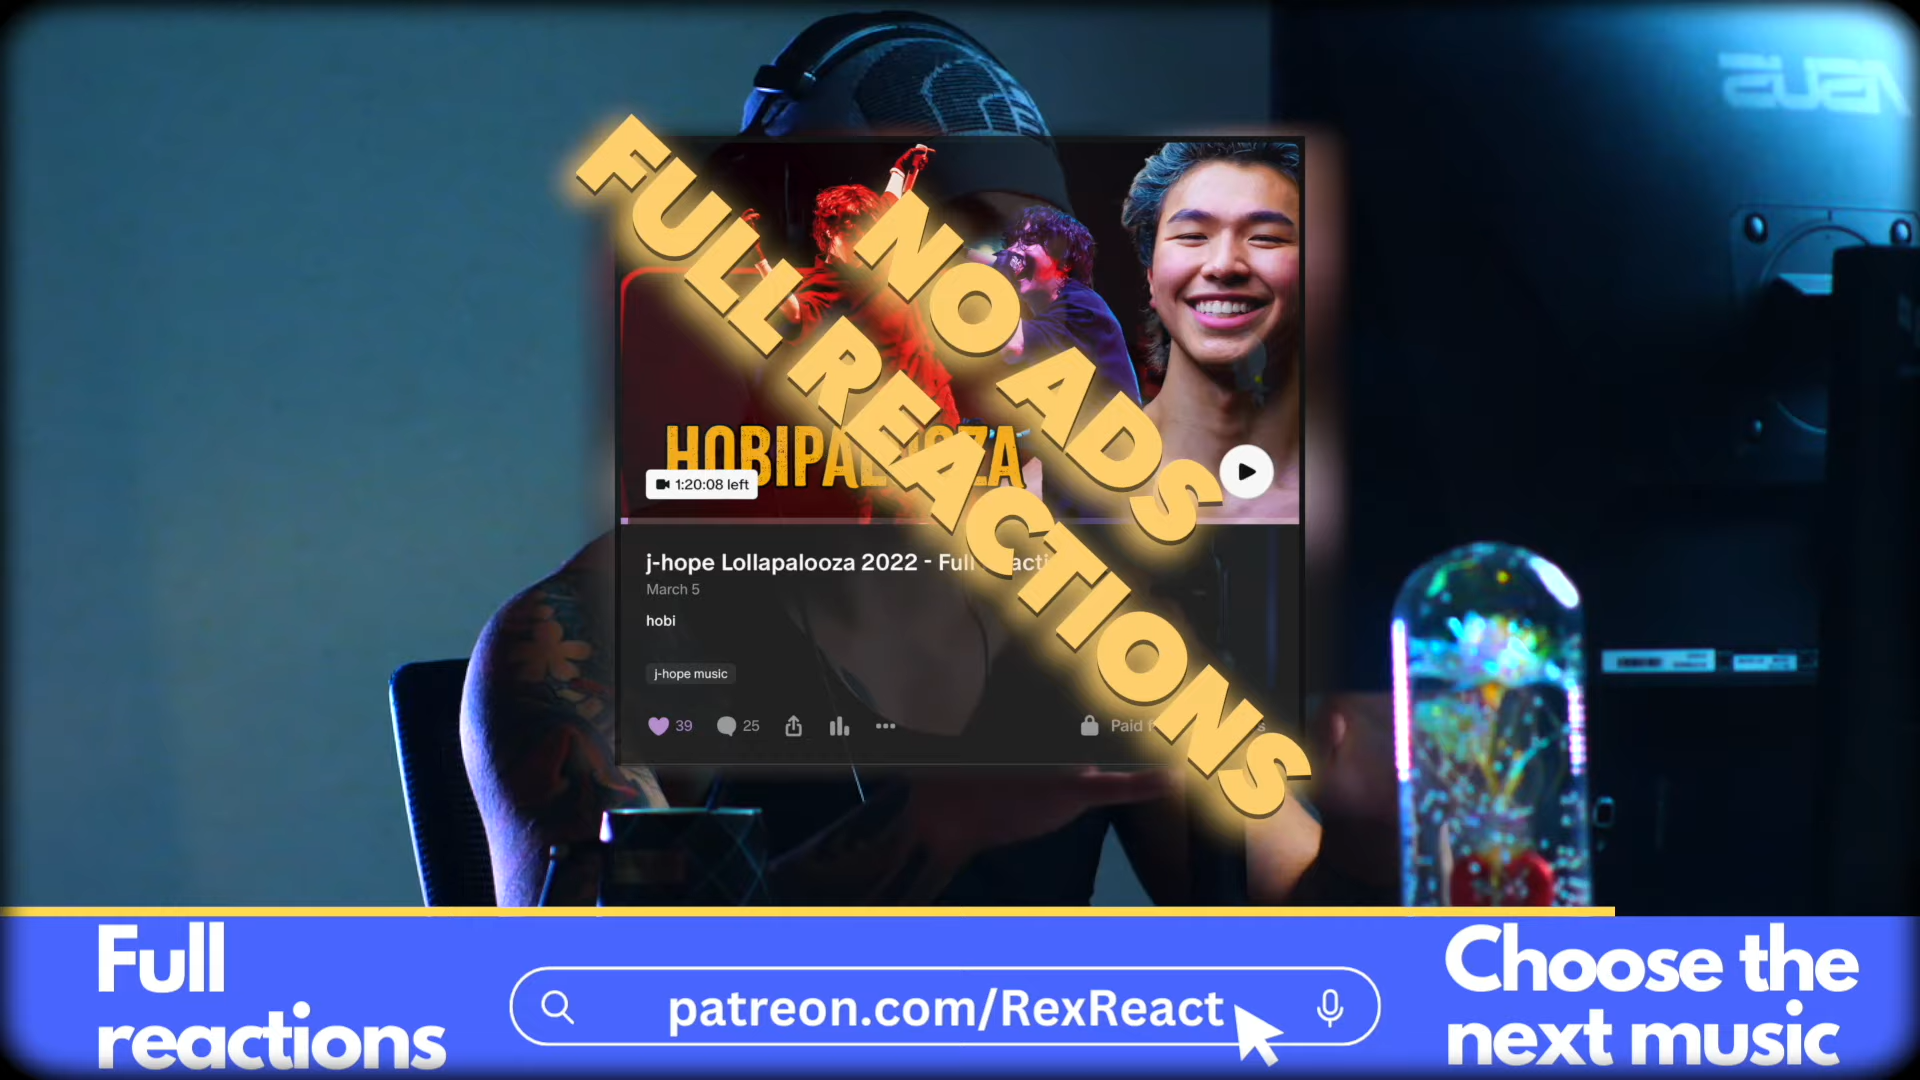 NO ADS
FULL REACTIONS
1:20:08 left
j-hope Lollapalooza 2022 - Full
March 5
hobi
j-hope music
39
25
Paid
Full
reactions
patreon.com/RexReact
Choose the
next music